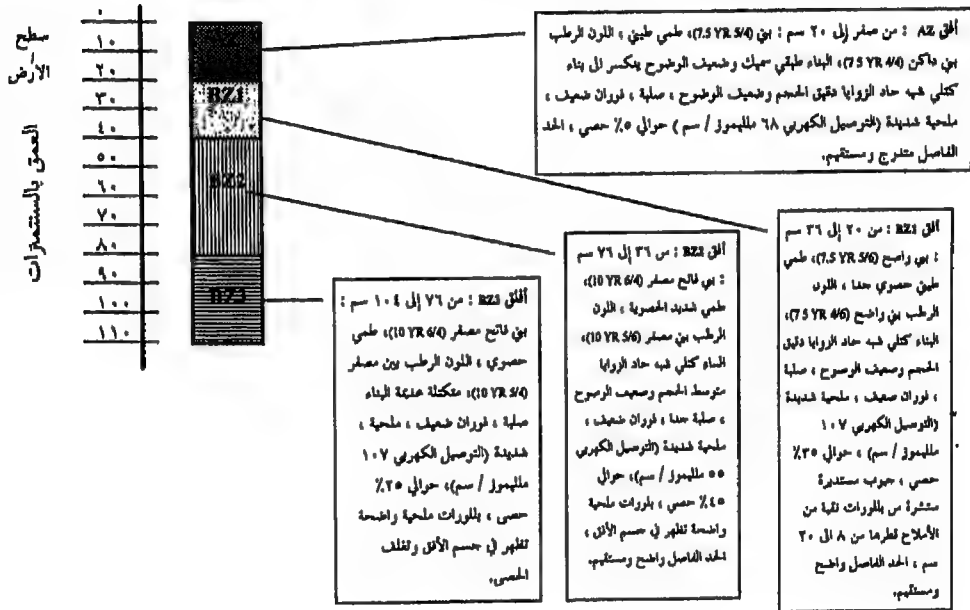 سطح
الأرض
العمق بالسنتمترات
٠
١٠
٢٠
٣٠
٤٠
٥٠
٦٠
٧٠
٨٠
٩٠
١٠٠
١١٠
AZ
BZ1
BZ2
BZ3
أفق AZ : من صفر إلى ٢٠ سم : بني (7.5 YR 5/4)، طمي طيني ، اللون الرطب
بني داكن (7.5 YR 4/4)، البناء طبقي سميك وضعيف الوضوح ينكسر الى بناء
كتلي شبه حاد الزوايا دقيق الحجم وضعيف الوضوح ، صلبة ، فوران ضعيف ،
ملحية شديدة (التوصيل الكهربي ٦٨ ملليموز / سم ) حوالي ٥٪ حصى ، الحد
الفاصل متدرج ومستقيم.
أفق BZ1 : من ٢٠ إلى ٣٦ سم
: بني واضح (7.5 YR 5/6)، طمي
طيني حصوي جدا ، اللون
الرطب بني واضح (7.5 YR 4/6)،
البناء كتلي شبه حاد الزوايا دقيق
الحجم وضعيف الوضوح ، صلبة
، فوران ضعيف ، ملحية شديدة
(التوصيل الكهربي ١٠٧
ملليموز / سم) ، حوالي ٣٥٪
حصى ، جيوب مستديرة
منتشرة من بللورات نقية من
الأملاح قطرها من ٨ الى ٢٠
سم ، الحد الفاصل واضح
ومستقيم.
أفق BZ2 : من ٣٦ إلى ٧٦ سم
: بني فاتح مصفر (10 YR 6/4)،
طمي شديد الحصوية ، اللون
الرطب بني مصفر (10 YR 5/6)،
البناء كتلي شبه حاد الزوايا
متوسط الحجم وضعيف الوضوح
، صلبة جدا ، فوران ضعيف ،
ملحية شديدة (التوصيل الكهربي
٥٥ ملليموز / سم)، حوالي
٤٥٪ حصى ، بلورات ملحية
واضحة تظهر في جسم الأفق ،
الحد الفاصل واضح ومستقيم.
أفق BZ3 : من ٧٦ إلى ١٠٤ سم :
بني فاتح مصفر (10 YR 6/4)، طمي
حصوي ، اللون الرطب بين مصفر
(10 YR 5/4)، متكتلة عديمة البناء
صلبة ، فوران ضعيف ، ملحية ،
شديدة (التوصيل الكهربي ١٠٧
ملليموز / سم)، حوالي ٢٥٪
حصى ، بللورات ملحية واضحة
تظهر في جسم الأفق وتغلف
الحصى.